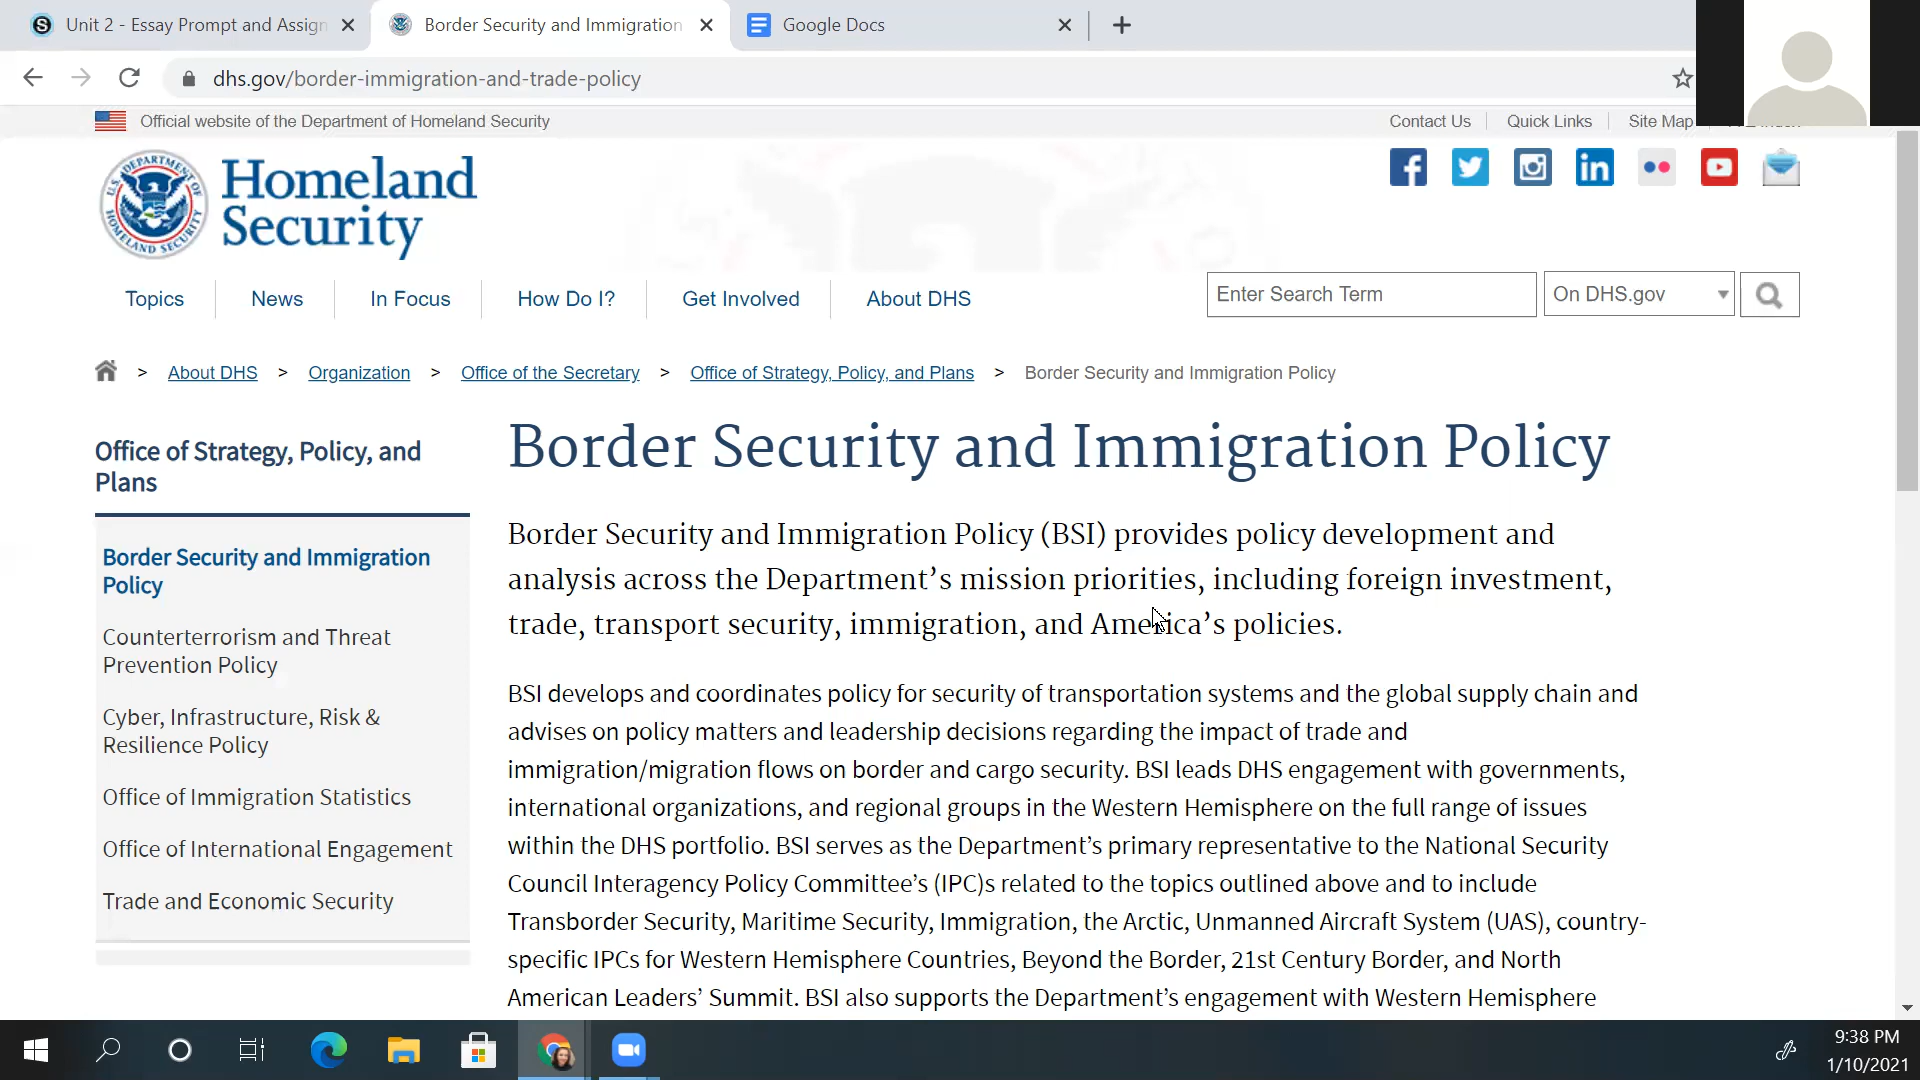 Unit 2 - Essay Prompt and Assign
Border Security and Immigration
Google Docs
dhs.gov/border-immigration-and-trade-policy
Official website of the Department of Homeland Security
Contact Us
Quick Links
Site Map
U.S. DEPARTMENT OF HOMELAND SECURITY
Homeland
Security
Topics
News
In Focus
How Do I?
Get Involved
About DHS
Enter Search Term
On DHS.gov
> About DHS > Organization > Office of the Secretary > Office of Strategy, Policy, and Plans > Border Security and Immigration Policy
Office of Strategy, Policy, and
Plans
Border Security and Immigration
Policy
Counterterrorism and Threat
Prevention Policy
Cyber, Infrastructure, Risk &
Resilience Policy
Office of Immigration Statistics
Office of International Engagement
Trade and Economic Security
Border Security and Immigration Policy
Border Security and Immigration Policy (BSI) provides policy development and
analysis across the Department’s mission priorities, including foreign investment,
trade, transport security, immigration, and America’s policies.
BSI develops and coordinates policy for security of transportation systems and the global supply chain and
advises on policy matters and leadership decisions regarding the impact of trade and
immigration/migration flows on border and cargo security. BSI leads DHS engagement with governments,
international organizations, and regional groups in the Western Hemisphere on the full range of issues
within the DHS portfolio. BSI serves as the Department’s primary representative to the National Security
Council Interagency Policy Committee’s (IPC)s related to the topics outlined above and to include
Transborder Security, Maritime Security, Immigration, the Arctic, Unmanned Aircraft System (UAS), country-
specific IPCs for Western Hemisphere Countries, Beyond the Border, 21st Century Border, and North
American Leaders’ Summit. BSI also supports the Department’s engagement with Western Hemisphere
9:38 PM
1/10/2021